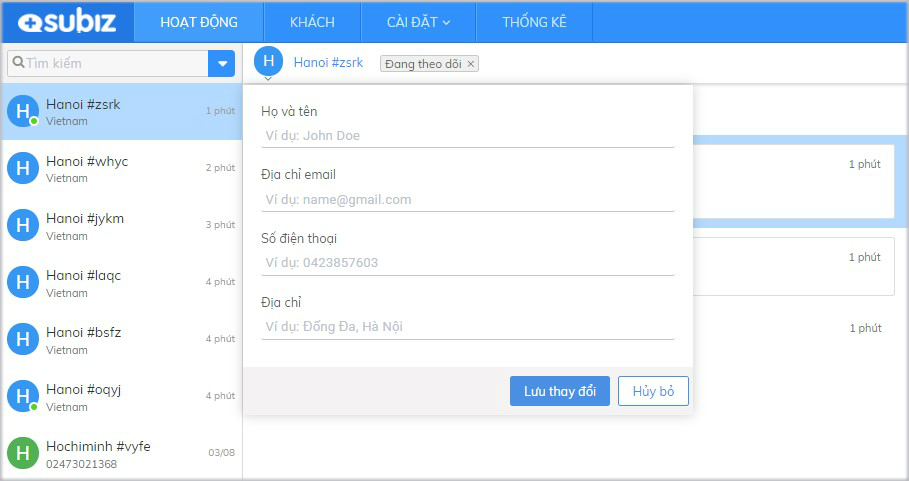 subiz
HOẠT ĐỘNG
KHÁCH
CÀI ĐẶT
THỐNG KÊ
Tìm kiếm
H
Hanoi #zsrk
Đang theo dõi ×
H
Hanoi #zsrk
1 phút
Vietnam
H
Hanoi #whyc
2 phút
Vietnam
H
Hanoi #jykm
3 phút
Vietnam
H
Hanoi #laqc
4 phút
Vietnam
H
Hanoi #bsfz
4 phút
Vietnam
H
Hanoi #oqyj
4 phút
Vietnam
H
Hochiminh #vyfe
03/08
02473021368
Họ và tên
Ví dụ: John Doe
Địa chỉ email
Ví dụ: name@gmail.com
Số điện thoại
Ví dụ: 0423857603
Địa chỉ
Ví dụ: Đống Đa, Hà Nội
Lưu thay đổi
Hủy bỏ
1 phút
1 phút
1 phút